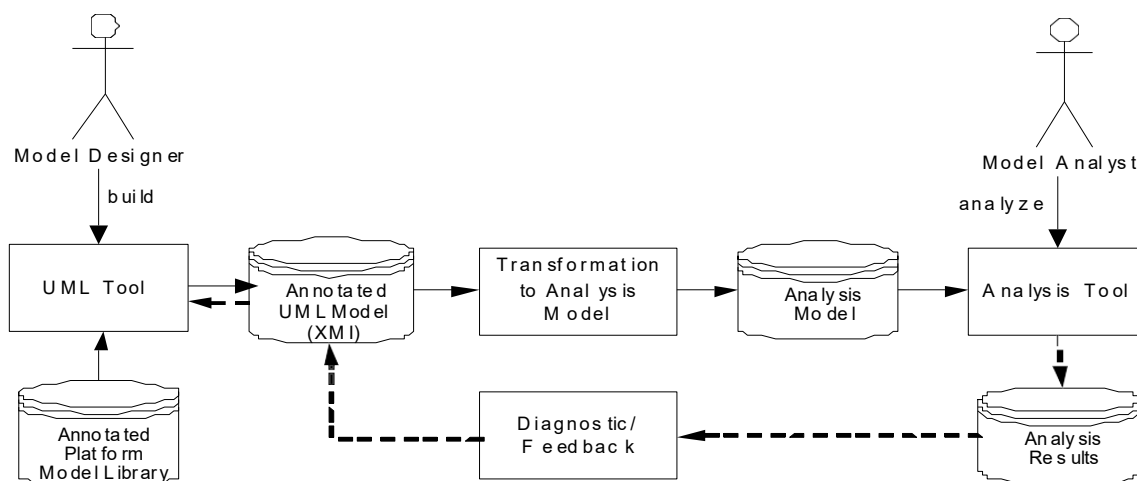 Model Designer
Model Analyst
build
analyze
UML Tool
Annotated
UML Model
(XMI)
Transformation
to Analysis
Model
Analysis
Model
Analysis Tool
Annotated
Platform
Model Library
Diagnostic/
Feedback
Analysis
Results